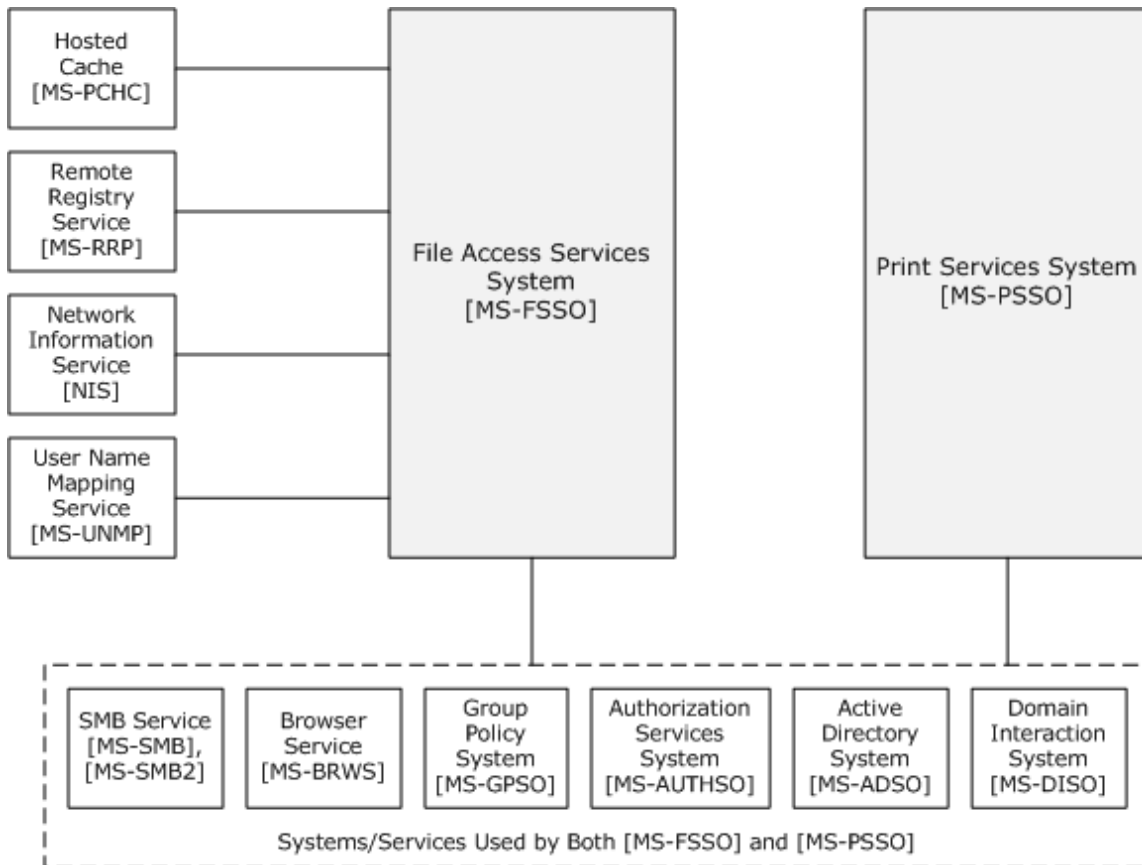 Hosted
Cache
[MS-PCHC]
Remote
Registry
Service
[MS-RRP]
Network
Information
Service
[NIS]
User Name
Mapping
Service
[MS-UNMP]
File Access Services
System
[MS-FSSO]
Print Services System
[MS-PSSO]
SMB Service
[MS-SMB],
[MS-SMB2]
Browser
Service
[MS-BRWS]
Group
Policy
System
[MS-GPSO]
Authorization
Services
System
[MS-AUTHSO]
Active
Directory
System
[MS-ADSO]
Domain
Interaction
System
[MS-DISO]
Systems/Services Used by Both [MS-FSSO] and [MS-PSSO]